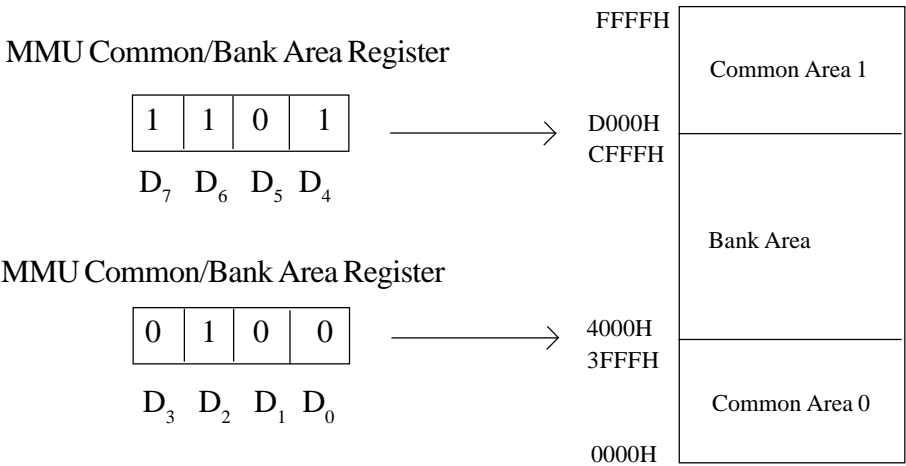 MMU Common/Bank Area Register
1 1 0 1
D7 D6 D5 D4
MMU Common/Bank Area Register
0 1 0 0
D3 D2 D1 D0
FFFFH
Common Area 1
D000H
CFFFH
Bank Area
4000H
3FFFH
Common Area 0
0000H